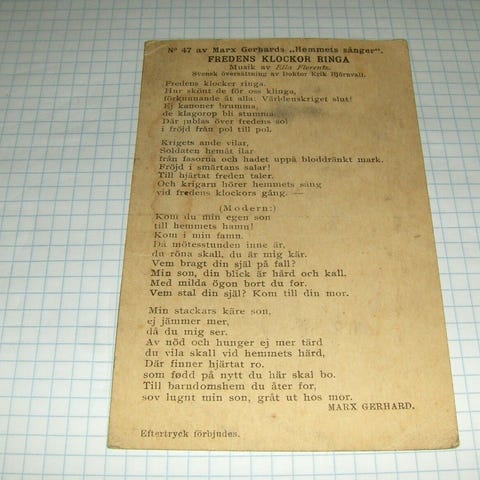 Nº 47 av Marx Gerhards „Hemmets sånger".
FREDENS KLOCKOR RINGA
Musik av Ella Florentz.
Svensk översättning av Doktor Erik Björnvall.
Fredens klocker ringa.
Hur skönt de för oss klinga,
förkunnande åt alla: Världenskriget slut!
Ej kanoner brumma,
de klagorop bli stumma.
Där jublas över fredens sol
i fröjd från pol till pol.
Krigets ande vilar,
Soldaten hemåt ilar
från fasorna och hadet uppå bloddränkt mark.
Fröjd i smärtans salar!
Till hjärtat freden taler.
Och krigarn hörer hemmets sång
vid fredens klockors gång. —
(Modern:)
Kom du min egen son
till hemmets hamn!
Kom i min famn.
Då mötesstunden inne är,
du röna skall, du är mig kär.
Vem bragt din själ på fall?
Min son, din blick är hård och kall.
Med milda ögon bort du for.
Vem stal din själ? Kom till din mor.
Min stackars käre son,
ej jämmer mer,
då du mig ser.
Av nöd och hunger ej mer tärd
du vila skall vid hemmets härd,
Där finner hjärtat ro.
som född på nytt du här skal bo.
Till barndomshem du åter for,
sov lugnt min son, gråt ut hos mor.
MARX GERHARD.
Eftertryck förbjudes.